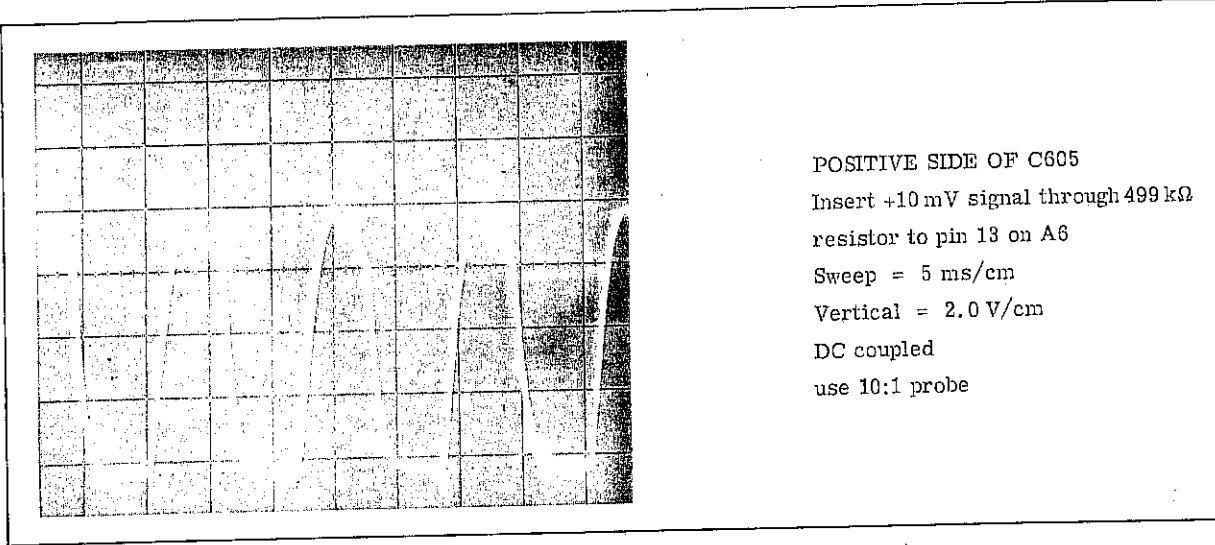 POSITIVE SIDE OF C605
Insert +10 mV signal through 499 kΩ
resistor to pin 13 on A6
Sweep = 5 ms/cm
Vertical = 2.0 V/cm
DC coupled
use 10:1 probe